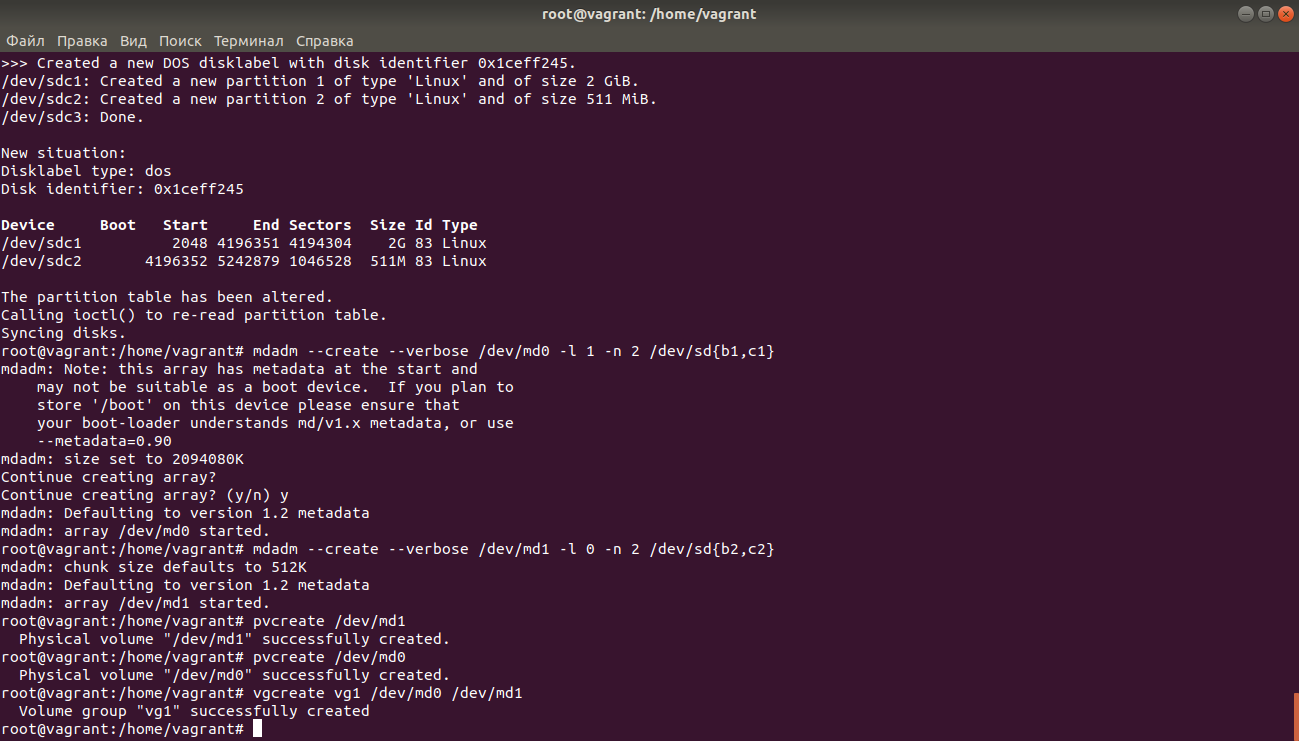 root@vagrant: /home/vagrant
Файл Правка Вид Поиск Терминал Справка
>>> Created a new DOS disklabel with disk identifier 0x1ceff245.
/dev/sdc1: Created a new partition 1 of type 'Linux' and of size 2 GiB.
/dev/sdc2: Created a new partition 2 of type 'Linux' and of size 511 MiB.
/dev/sdc3: Done.

New situation:
Disklabel type: dos
Disk identifier: 0x1ceff245

Device     Boot   Start     End Sectors  Size Id Type
/dev/sdc1          2048 4196351 4194304    2G 83 Linux
/dev/sdc2       4196352 5242879 1046528  511M 83 Linux

The partition table has been altered.
Calling ioctl() to re-read partition table.
Syncing disks.
root@vagrant:/home/vagrant# mdadm --create --verbose /dev/md0 -l 1 -n 2 /dev/sd{b1,c1}
mdadm: Note: this array has metadata at the start and
    may not be suitable as a boot device.  If you plan to
    store '/boot' on this device please ensure that
    your boot-loader understands md/v1.x metadata, or use
    --metadata=0.90
mdadm: size set to 2094080K
Continue creating array?
Continue creating array? (y/n) y
mdadm: Defaulting to version 1.2 metadata
mdadm: array /dev/md0 started.
root@vagrant:/home/vagrant# mdadm --create --verbose /dev/md1 -l 0 -n 2 /dev/sd{b2,c2}
mdadm: chunk size defaults to 512K
mdadm: Defaulting to version 1.2 metadata
mdadm: array /dev/md1 started.
root@vagrant:/home/vagrant# pvcreate /dev/md1
  Physical volume "/dev/md1" successfully created.
root@vagrant:/home/vagrant# pvcreate /dev/md0
  Physical volume "/dev/md0" successfully created.
root@vagrant:/home/vagrant# vgcreate vg1 /dev/md0 /dev/md1
  Volume group "vg1" successfully created
root@vagrant:/home/vagrant#